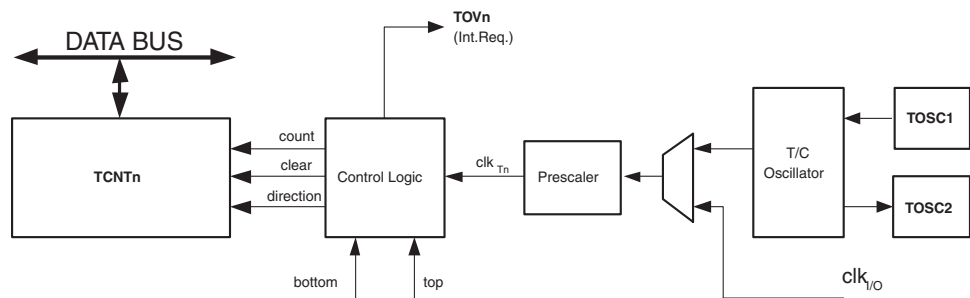 TOVn
(Int.Req.)
DATA BUS
TCNTn
count
clear
direction
Control Logic
clk Tn
Prescaler
T/C
Oscillator
TOSC1
TOSC2
bottom
top
clk I/O